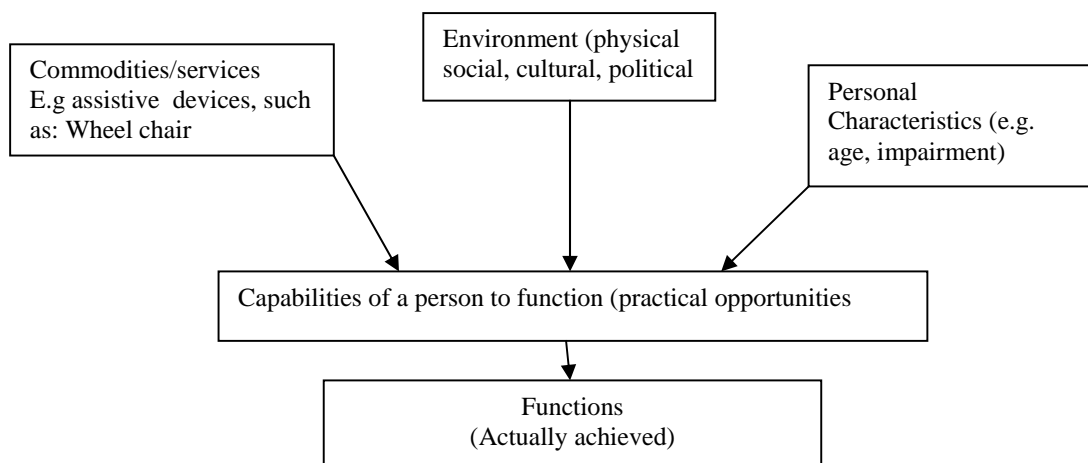 Commodities/services
E.g assistive  devices, such
as: Wheel chair
Environment (physical
social, cultural, political
Personal
Characteristics (e.g.
age, impairment)
Capabilities of a person to function (practical opportunities
Functions
(Actually achieved)